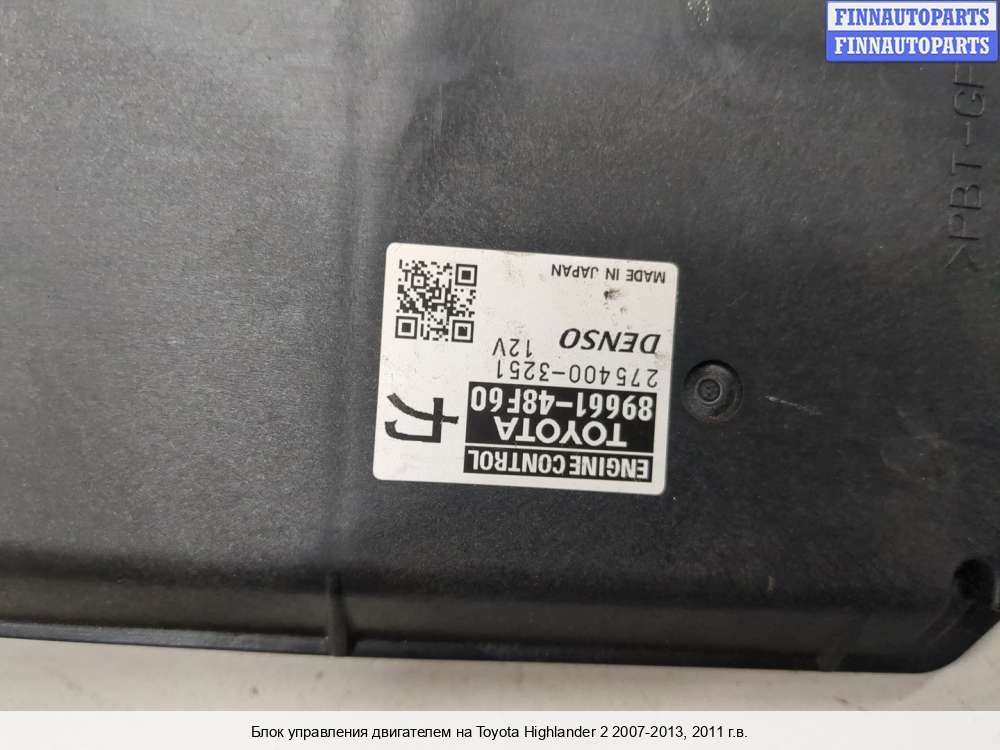 FINNAUTOPARTS
FINNAUTOPARTS
>PBT-GF
ENGINE CONTROL
TOYOTA
89661-48F60
275400-3251
12V
DENSO
MADE IN JAPAN
カ
Блок управления двигателем на Toyota Highlander 2 2007-2013, 2011 г.в.